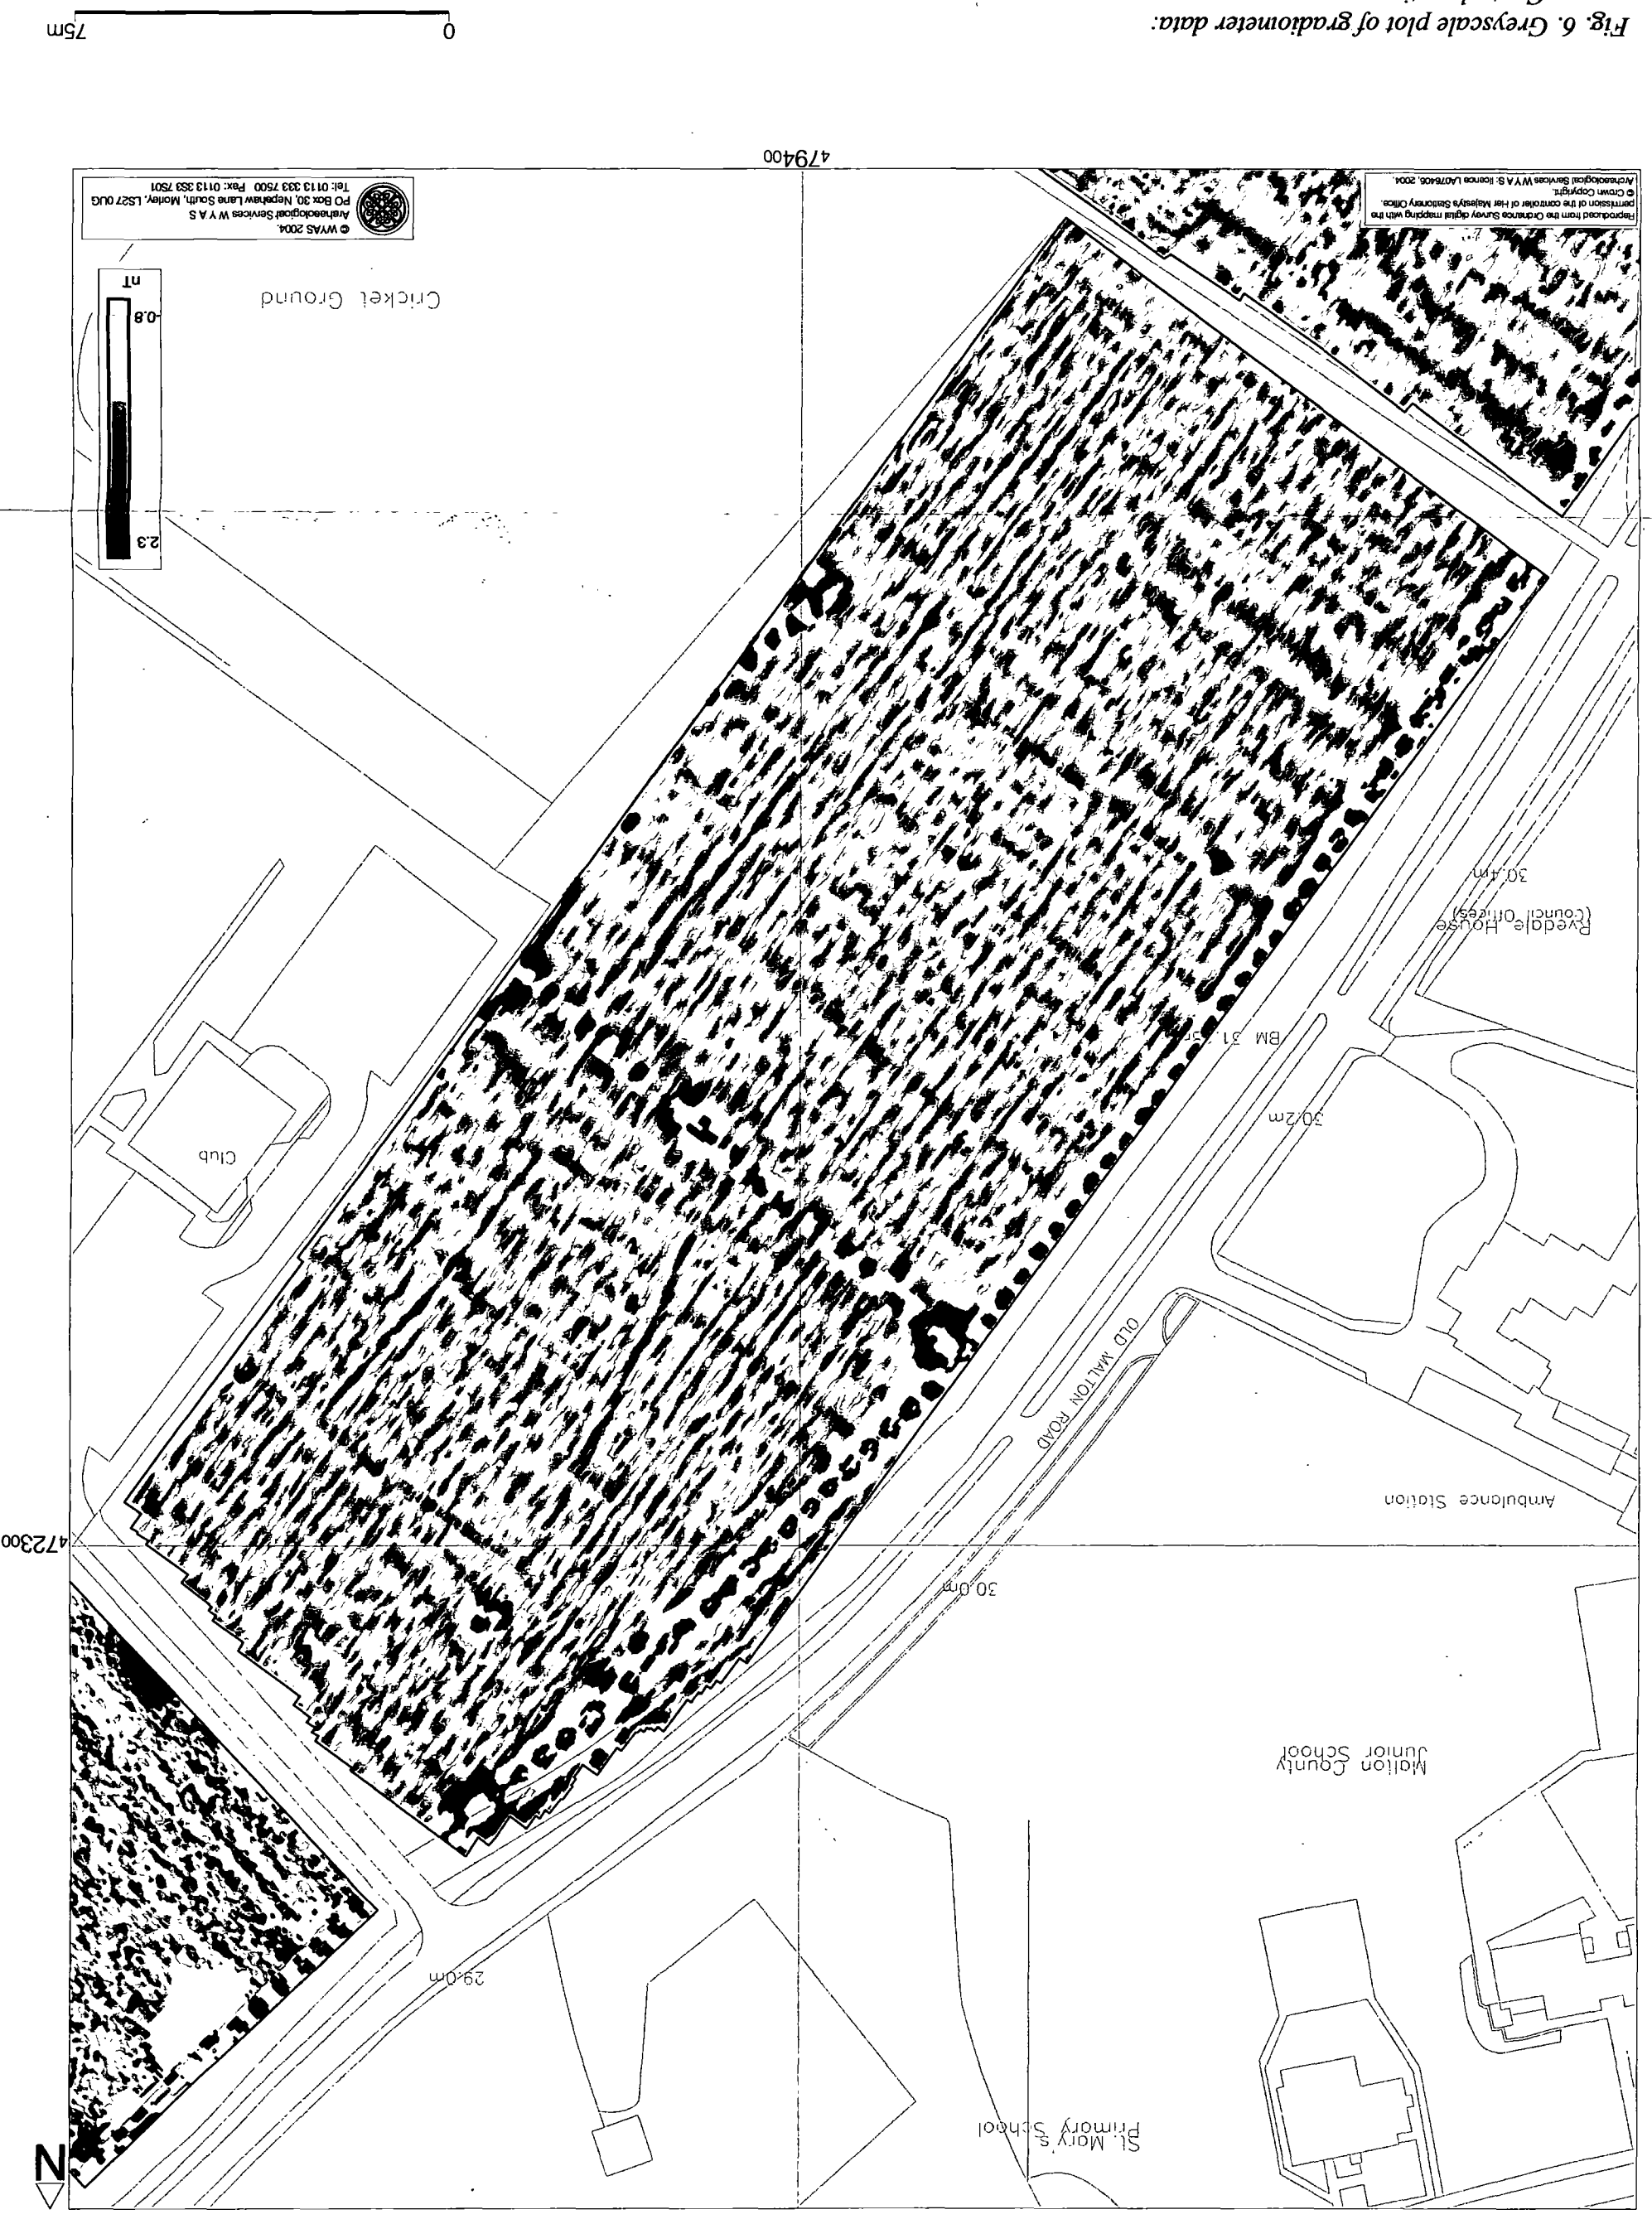 N
St. Mary's
Primary School
29.0m
Malton County
Junior School
30.0m
472300
Ambulance Station
OLD MALTON ROAD
Club
30.2m
BM 31
Ryedale House
(Council Offices)
30.4m
2.3
-0.8
nT
Cricket Ground
© WYAS 2004.
Archaeological Services W Y A S
PO Box 30, Nepshaw Lane South, Morley, LS27 0UG
Tel: 0113 383 7500 Fax: 0113 383 7501
Reproduced from the Ordnance Survey digital mapping with the
permission of the controller of Her Majesty's Stationery Office.
© Crown Copyright.
Archaeological Services W Y A S: licence LA076406, 2004.
479400
Fig. 6. Greyscale plot of gradiometer data:
0
75m